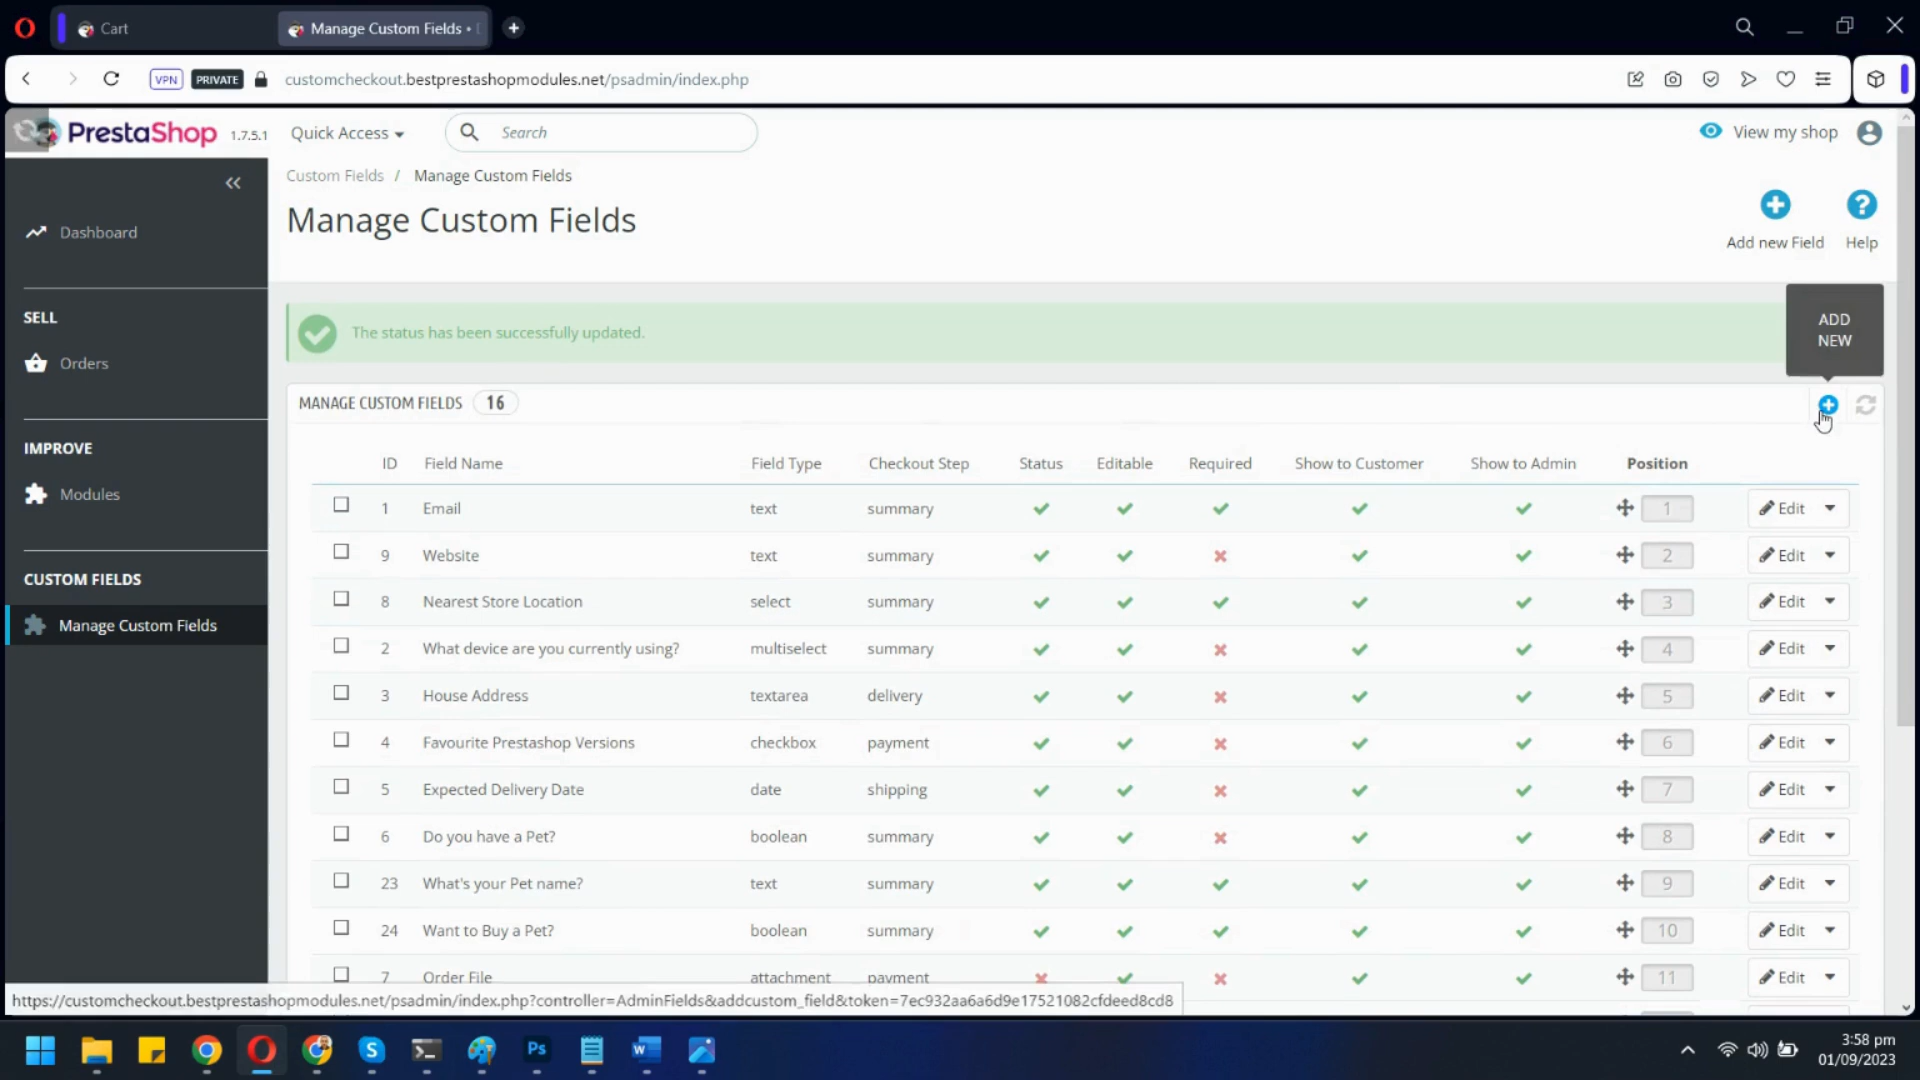 Cart
Manage Custom Fields •
VPN
PRIVATE
customcheckout.bestprestashopmodules.net/psadmin/index.php
PrestaShop
1.7.5.1
Quick Access
Search
View my shop
Custom Fields / Manage Custom Fields
Manage Custom Fields
Add new Field
Help
Dashboard
SELL
Orders
IMPROVE
Modules
CUSTOM FIELDS
Manage Custom Fields
The status has been successfully updated.
ADD
NEW
MANAGE CUSTOM FIELDS 16
ID Field Name Field Type Checkout Step Status Editable Required Show to Customer Show to Admin Position
1 Email text summary 1 Edit
9 Website text summary 2 Edit
8 Nearest Store Location select summary 3 Edit
2 What device are you currently using? multiselect summary 4 Edit
3 House Address textarea delivery 5 Edit
4 Favourite Prestashop Versions checkbox payment 6 Edit
5 Expected Delivery Date date shipping 7 Edit
6 Do you have a Pet? boolean summary 8 Edit
23 What's your Pet name? text summary 9 Edit
24 Want to Buy a Pet? boolean summary 10 Edit
7 Order File attachment payment 11 Edit
https://customcheckout.bestprestashopmodules.net/psadmin/index.php?controller=AdminFields&addcustom_field&token=7ec932aa6a6d9e17521082cfdeed8cd8
Ps
W
S
3:58 pm
01/09/2023